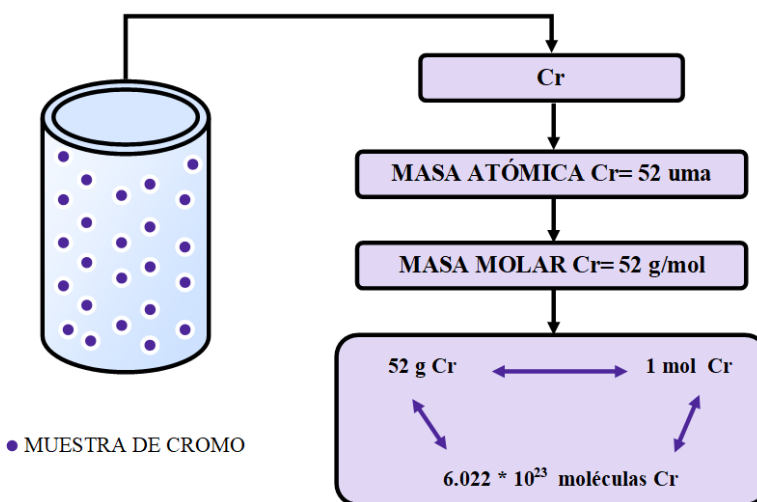 Cr
MASA ATÓMICA Cr= 52 uma
MASA MOLAR Cr= 52 g/mol
52 g Cr
1 mol Cr
6.022 * 10²³ moléculas Cr
MUESTRA DE CROMO